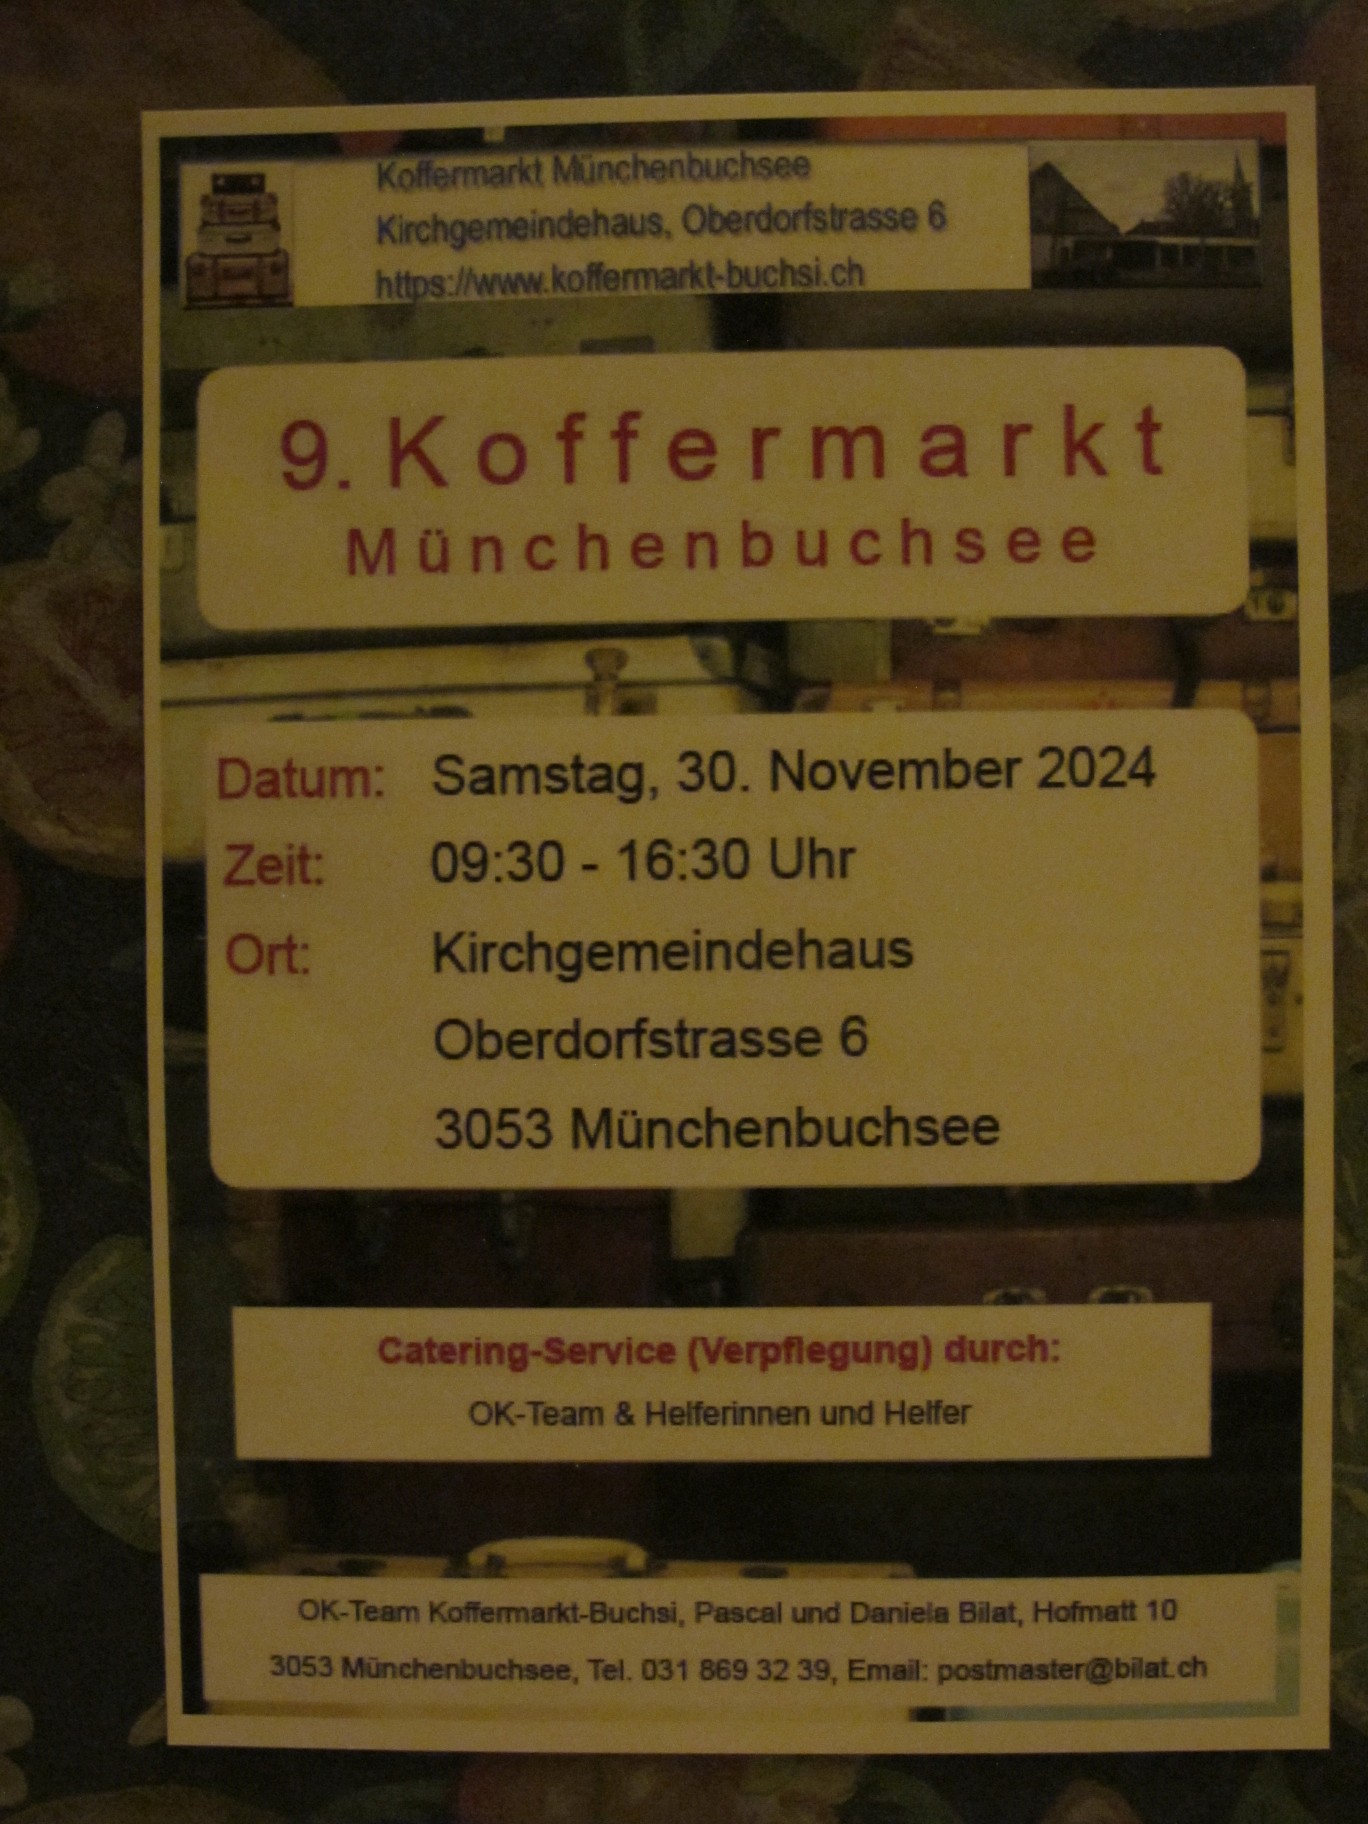 Koffermarkt Münchenbuchsee
Kirchgemeindehaus, Oberdorfstrasse 6
https://www.koffermarkt-buchsi.ch
9. Koffermarkt
Münchenbuchsee
Datum: Samstag, 30. November 2024
Zeit: 09:30 - 16:30 Uhr
Ort: Kirchgemeindehaus
Oberdorfstrasse 6
3053 Münchenbuchsee
Catering-Service (Verpflegung) durch:
OK-Team & Helferinnen und Helfer
OK-Team Koffermarkt-Buchsi, Pascal und Daniela Bilat, Hofmatt 10
3053 Münchenbuchsee, Tel. 031 869 32 39, Email: postmaster@bilat.ch